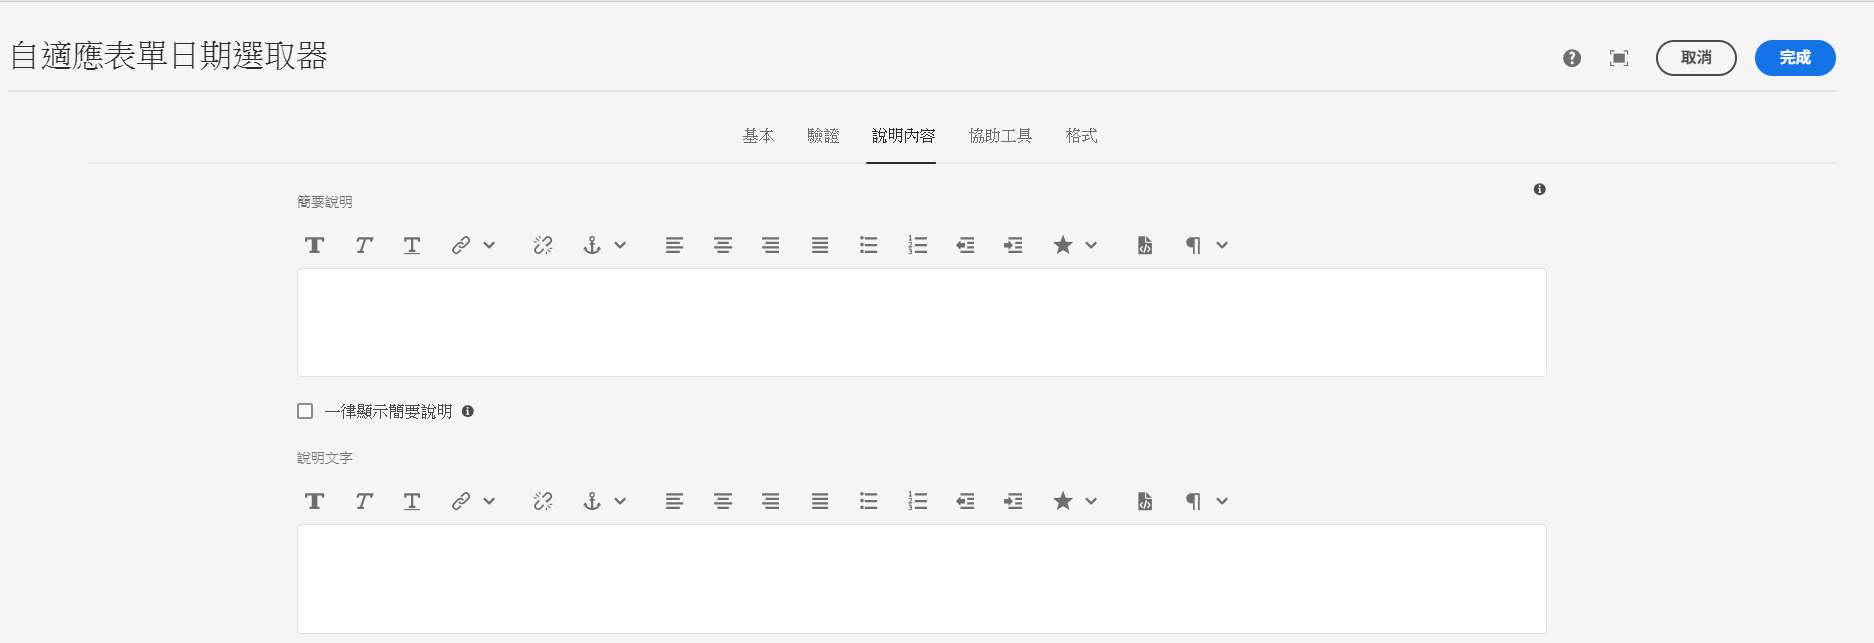 自適應表單日期選取器
取消
完成
基本
驗證
說明內容
協助工具
格式
簡要說明
一律顯示簡要說明
說明文字